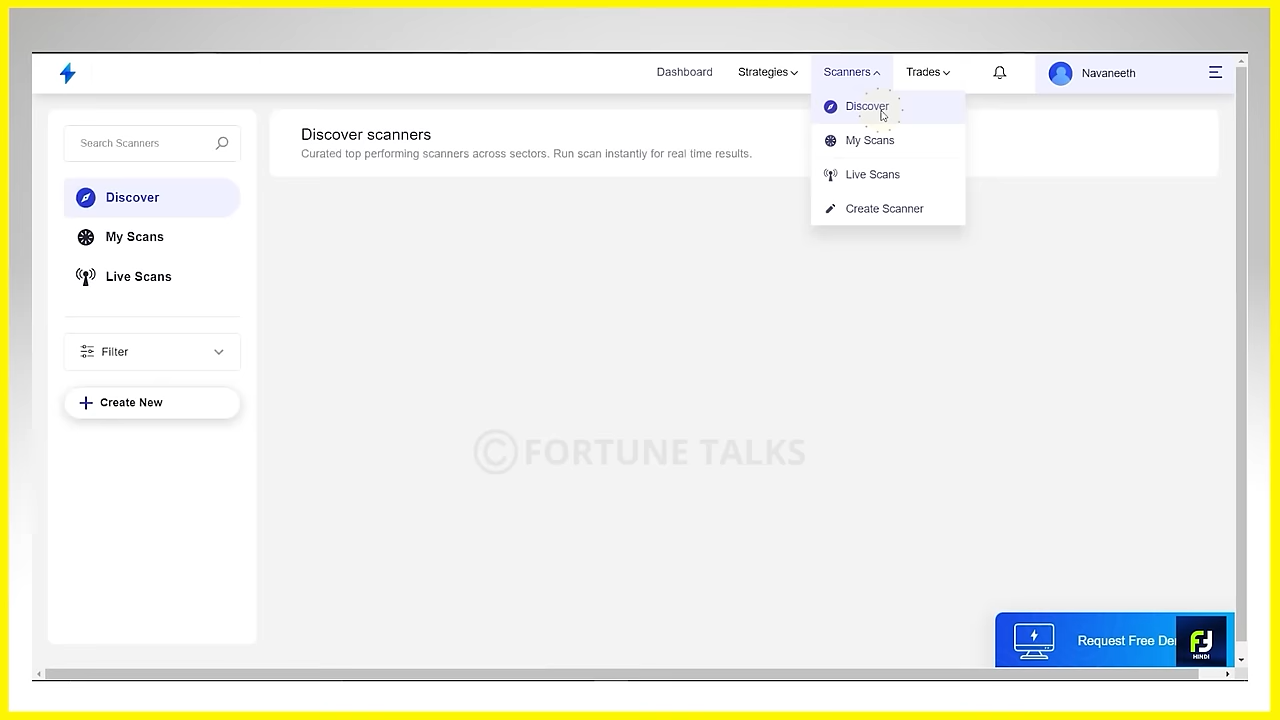 Dashboard
Strategies
Scanners
Trades
Navaneeth
Discover
My Scans
Live Scans
Create Scanner
Search Scanners
Discover
My Scans
Live Scans
Filter
Create New
Discover scanners
Curated top performing scanners across sectors. Run scan instantly for real time results.
© FORTUNE TALKS
Request Free De
HINDI